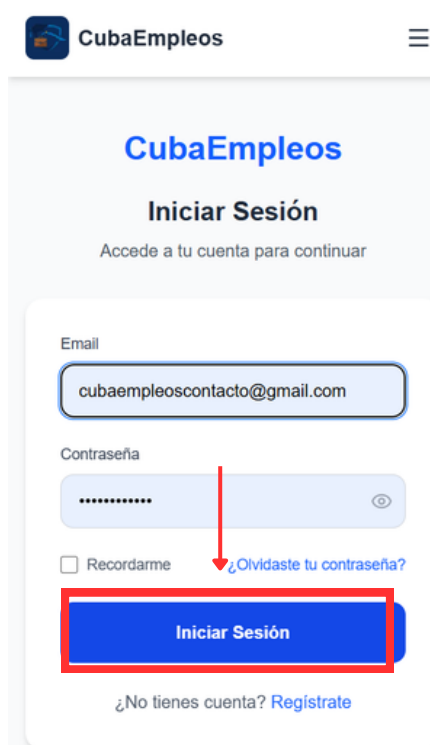 CubaEmpleos
CubaEmpleos
Iniciar Sesión
Accede a tu cuenta para continuar
Email
cubaempleoscontacto@gmail.com
Contraseña
••••••••••••
Recordarme ¿Olvidaste tu contraseña?
Iniciar Sesión
¿No tienes cuenta? Regístrate